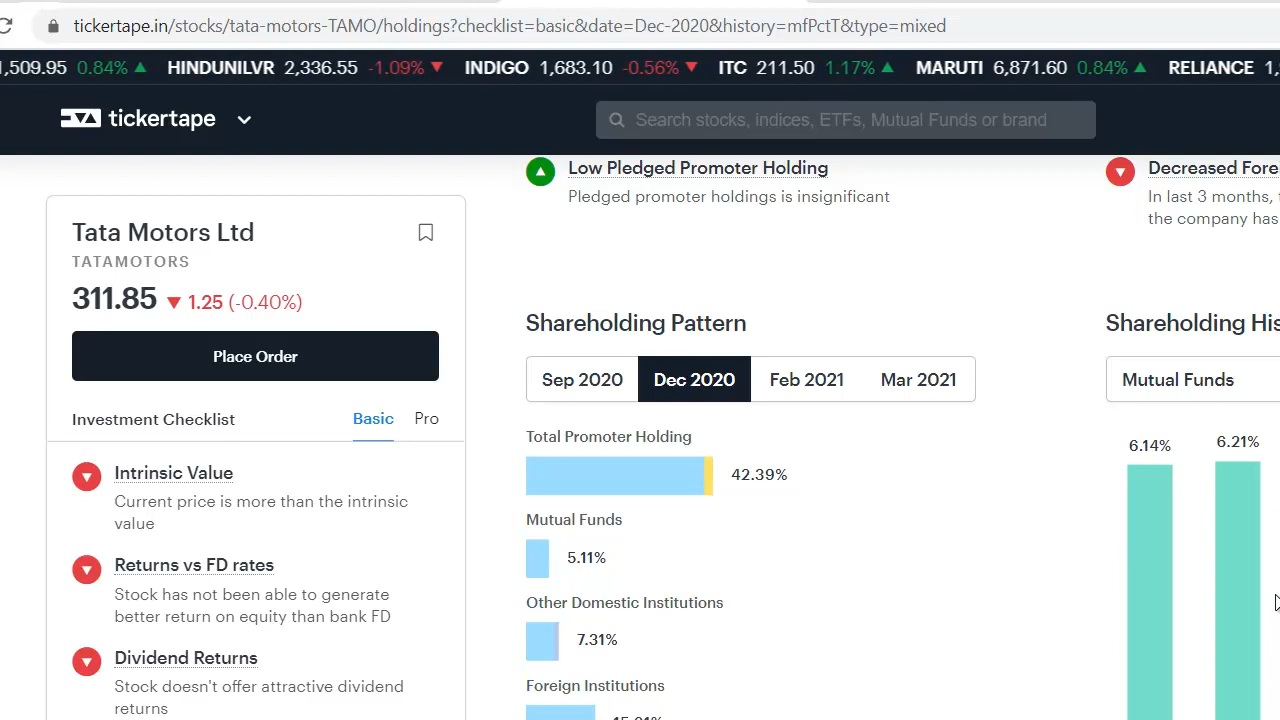 tickertape.in/stocks/tata-motors-TAMO/holdings?checklist=basic&date=Dec-2020&history=mfPctT&type=mixed
1,509.95 0.84% ▲ HINDUNILVR 2,336.55 -1.09% ▼ INDIGO 1,683.10 -0.56% ▼ ITC 211.50 1.17% ▲ MARUTI 6,871.60 0.84% ▲ RELIANCE
tickertape
Search stocks, indices, ETFs, Mutual Funds or brand
Low Pledged Promoter Holding
Pledged promoter holdings is insignificant
Decreased Fore
In last 3 months,
the company has
Tata Motors Ltd
TATAMOTORS
311.85 ▼ 1.25 (-0.40%)
Place Order
Investment Checklist Basic Pro
Intrinsic Value
Current price is more than the intrinsic
value
Returns vs FD rates
Stock has not been able to generate
better return on equity than bank FD
Dividend Returns
Stock doesn't offer attractive dividend
returns
Shareholding Pattern
Sep 2020 Dec 2020 Feb 2021 Mar 2021
Total Promoter Holding
42.39%
Mutual Funds
5.11%
Other Domestic Institutions
7.31%
Foreign Institutions
Shareholding His
Mutual Funds
6.14% 6.21%